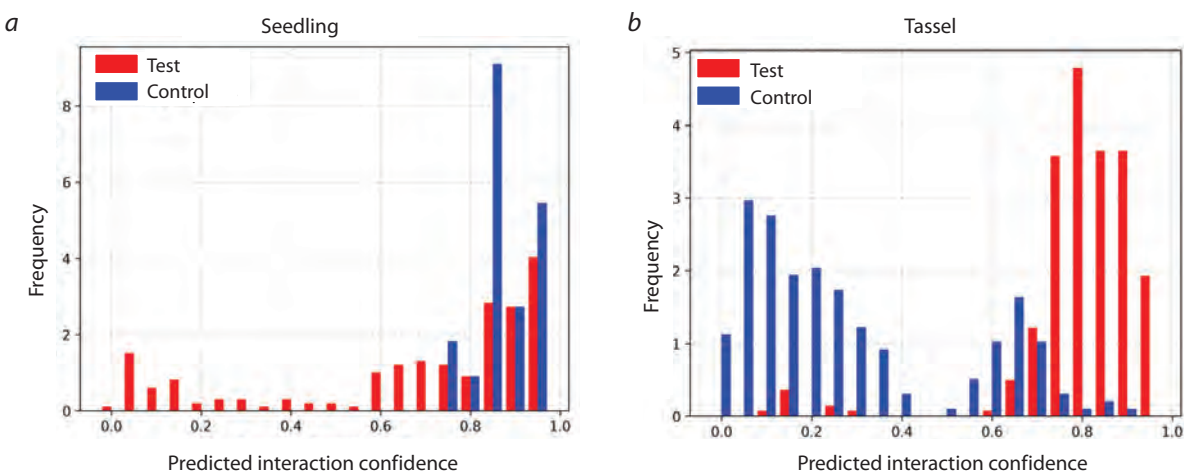 a
Seedling
Test
Control
Frequency
8
6
4
2
0
0.0 0.2 0.4 0.6 0.8 1.0
Predicted interaction confidence
b
Tassel
Test
Control
Frequency
5
4
3
2
1
0
0.0 0.2 0.4 0.6 0.8 1.0
Predicted interaction confidence